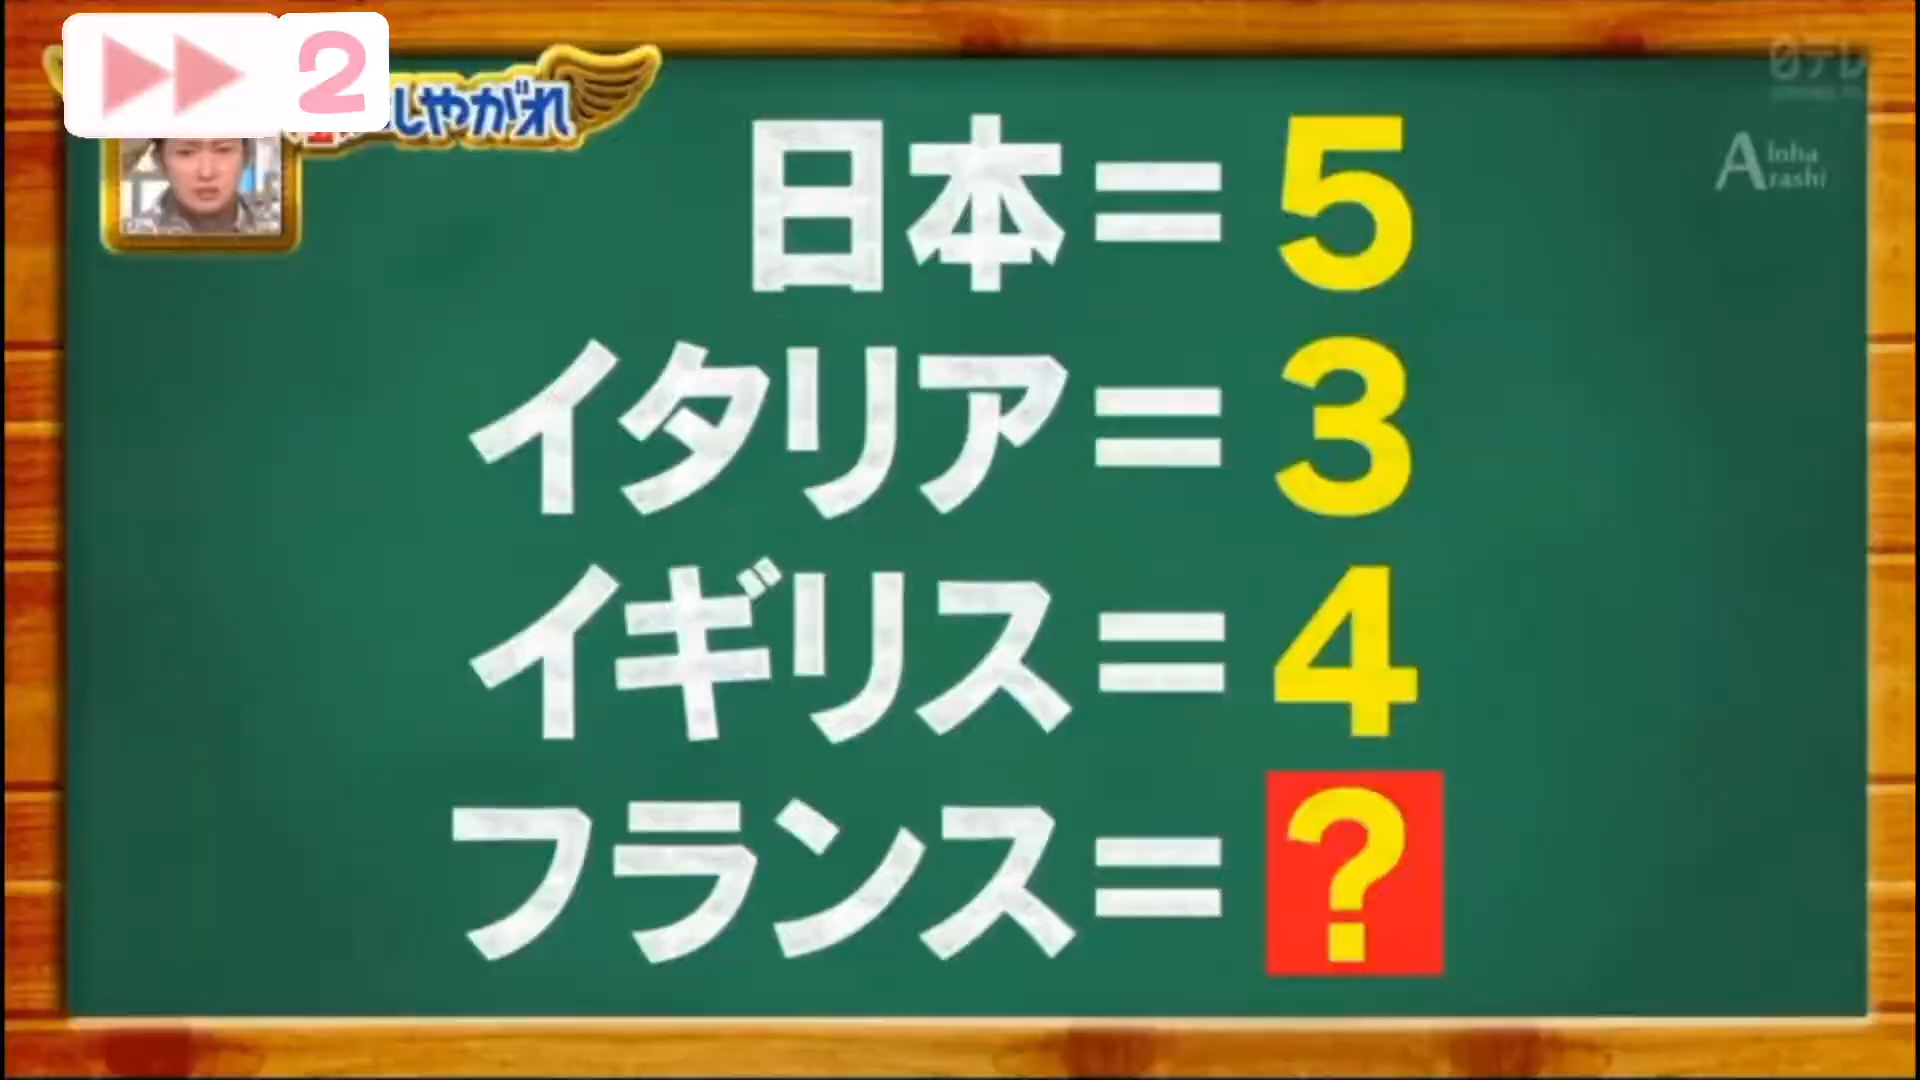 2
しやがれ
日テレ
Aloha
Arashi
日本=5
イタリア=3
イギリス=4
フランス=?